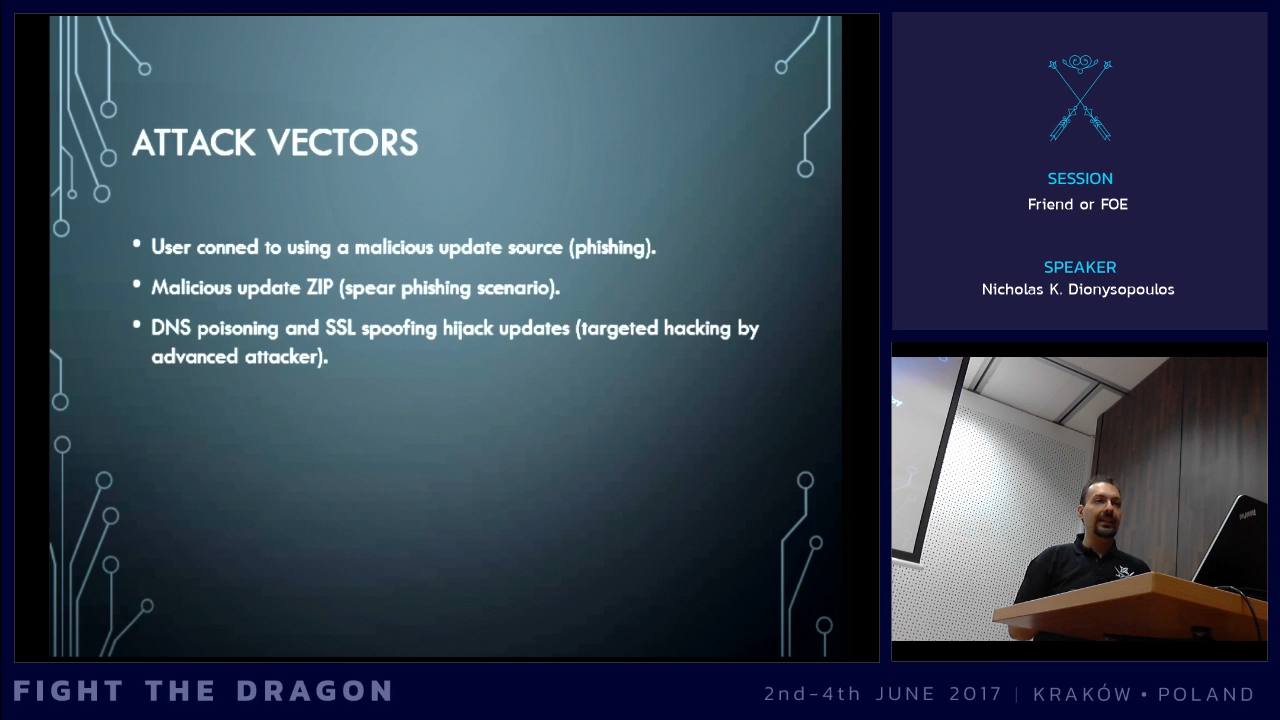 ATTACK VECTORS
• User conned to using a malicious update source (phishing).
• Malicious update ZIP (spear phishing scenario).
• DNS poisoning and SSL spoofing hijack updates (targeted hacking by
advanced attacker).
SESSION
Friend or FOE
SPEAKER
Nicholas K. Dionysopoulos
FIGHT THE DRAGON
2nd-4th JUNE 2017 | KRAKÓW • POLAND